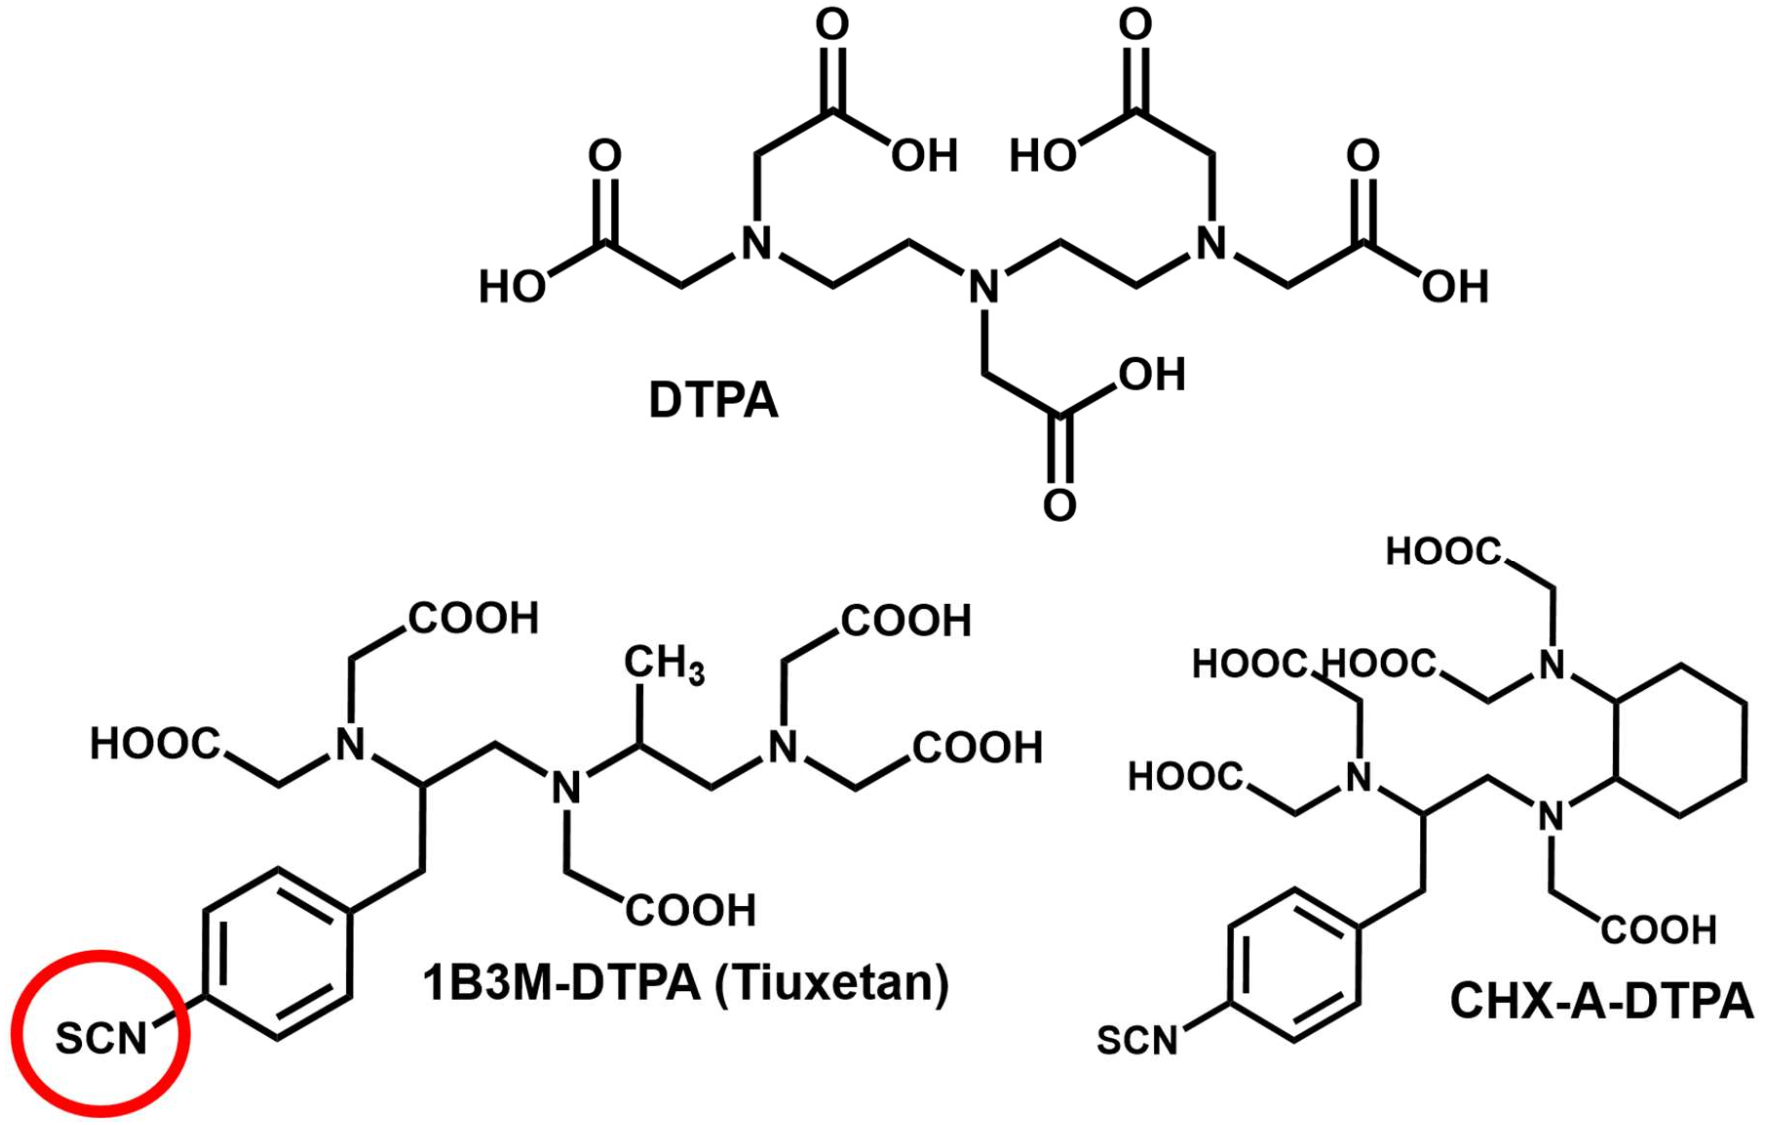 O O
O OH HO O
HO N N OH
N
DTPA OH
O
HOOC
COOH COOH
CH3 HOOC HOOC N
HOOC N N COOH
HOOC N
N N
COOH COOH
1B3M-DTPA (Tiuxetan) CHX-A-DTPA
SCN SCN